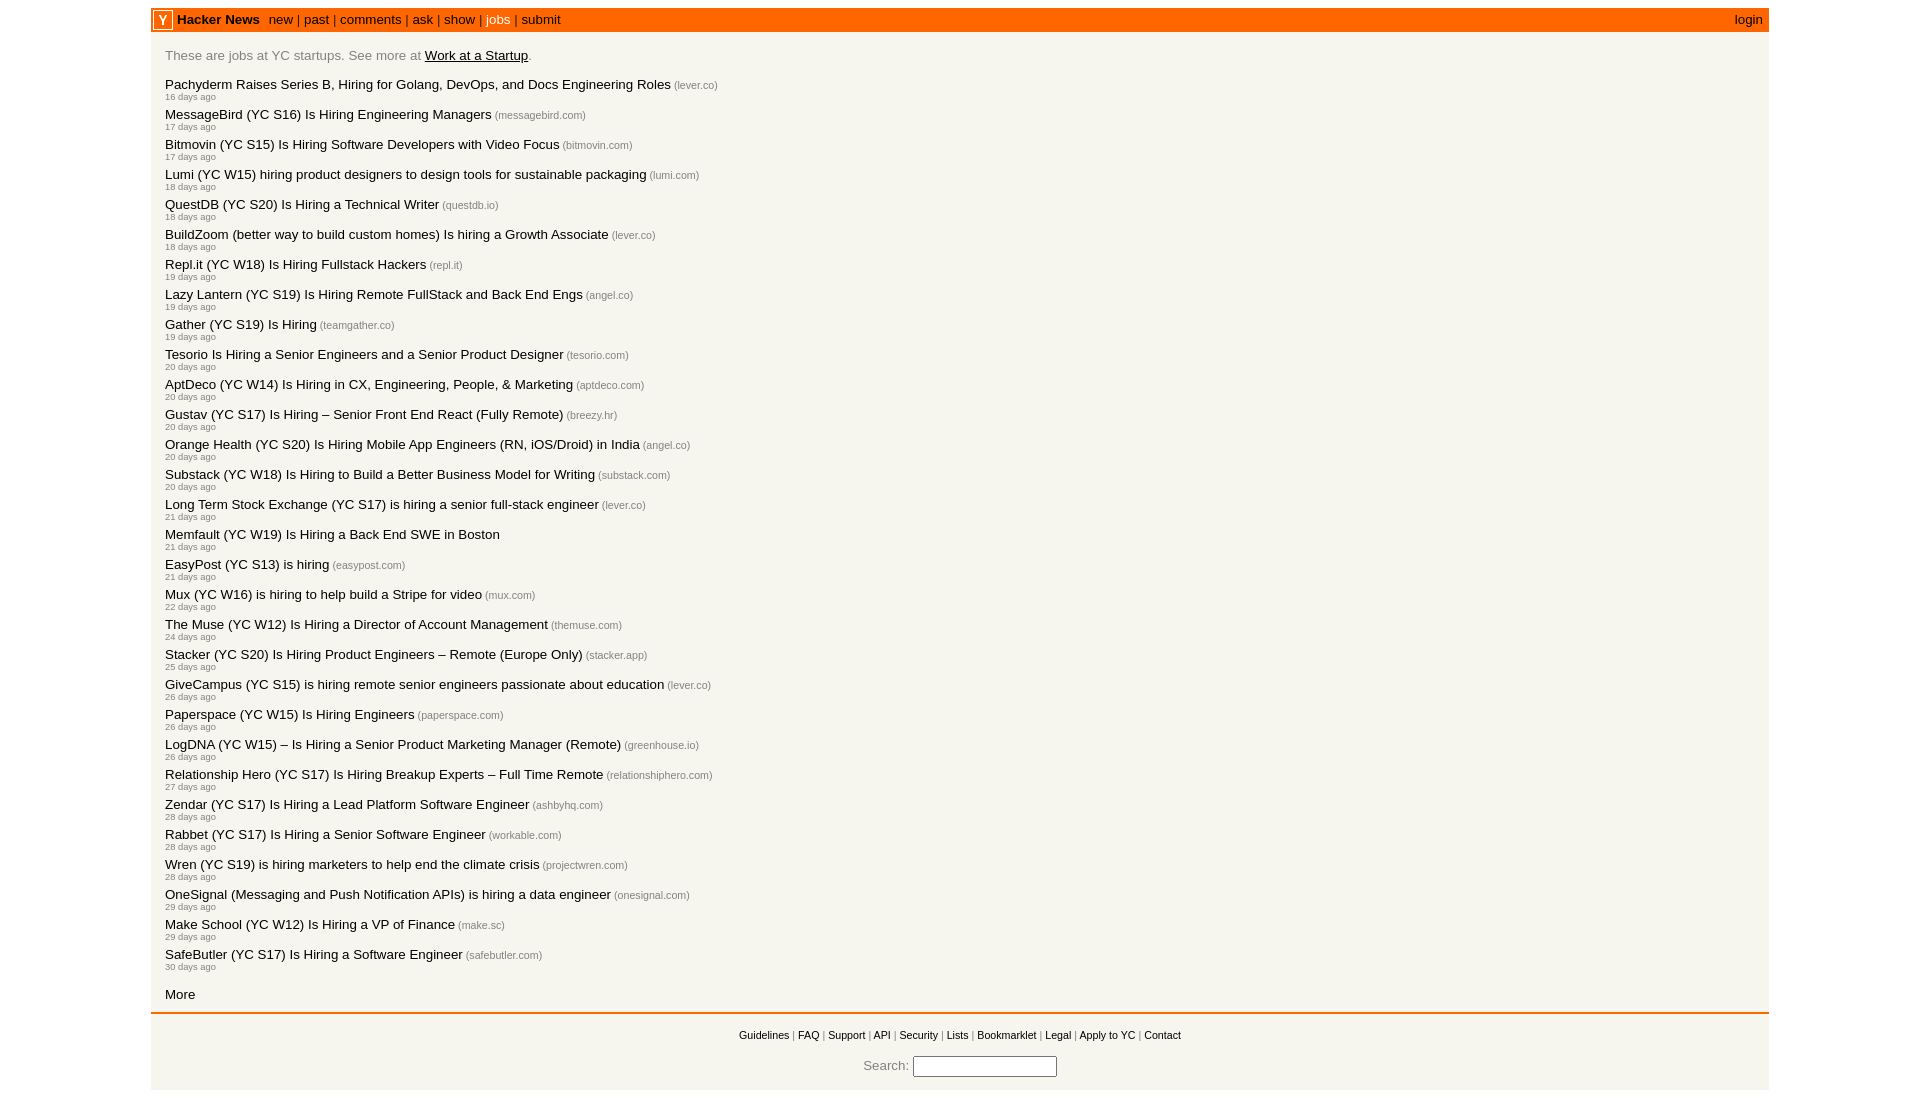 Y Hacker News new | past | comments | ask | show | jobs | submit login
These are jobs at YC startups. See more at Work at a Startup.
Pachyderm Raises Series B, Hiring for Golang, DevOps, and Docs Engineering Roles (lever.co)
16 days ago
MessageBird (YC S16) Is Hiring Engineering Managers (messagebird.com)
17 days ago
Bitmovin (YC S15) Is Hiring Software Developers with Video Focus (bitmovin.com)
17 days ago
Lumi (YC W15) hiring product designers to design tools for sustainable packaging (lumi.com)
18 days ago
QuestDB (YC S20) Is Hiring a Technical Writer (questdb.io)
18 days ago
BuildZoom (better way to build custom homes) Is hiring a Growth Associate (lever.co)
18 days ago
Repl.it (YC W18) Is Hiring Fullstack Hackers (repl.it)
19 days ago
Lazy Lantern (YC S19) Is Hiring Remote FullStack and Back End Engs (angel.co)
19 days ago
Gather (YC S19) Is Hiring (teamgather.co)
19 days ago
Tesorio Is Hiring a Senior Engineers and a Senior Product Designer (tesorio.com)
20 days ago
AptDeco (YC W14) Is Hiring in CX, Engineering, People, & Marketing (aptdeco.com)
20 days ago
Gustav (YC S17) Is Hiring – Senior Front End React (Fully Remote) (breezy.hr)
20 days ago
Orange Health (YC S20) Is Hiring Mobile App Engineers (RN, iOS/Droid) in India (angel.co)
20 days ago
Substack (YC W18) Is Hiring to Build a Better Business Model for Writing (substack.com)
20 days ago
Long Term Stock Exchange (YC S17) is hiring a senior full-stack engineer (lever.co)
21 days ago
Memfault (YC W19) Is Hiring a Back End SWE in Boston
21 days ago
EasyPost (YC S13) is hiring (easypost.com)
21 days ago
Mux (YC W16) is hiring to help build a Stripe for video (mux.com)
22 days ago
The Muse (YC W12) Is Hiring a Director of Account Management (themuse.com)
24 days ago
Stacker (YC S20) Is Hiring Product Engineers – Remote (Europe Only) (stacker.app)
25 days ago
GiveCampus (YC S15) is hiring remote senior engineers passionate about education (lever.co)
26 days ago
Paperspace (YC W15) Is Hiring Engineers (paperspace.com)
26 days ago
LogDNA (YC W15) – Is Hiring a Senior Product Marketing Manager (Remote) (greenhouse.io)
26 days ago
Relationship Hero (YC S17) Is Hiring Breakup Experts – Full Time Remote (relationshiphero.com)
27 days ago
Zendar (YC S17) Is Hiring a Lead Platform Software Engineer (ashbyhq.com)
28 days ago
Rabbet (YC S17) Is Hiring a Senior Software Engineer (workable.com)
28 days ago
Wren (YC S19) is hiring marketers to help end the climate crisis (projectwren.com)
28 days ago
OneSignal (Messaging and Push Notification APIs) is hiring a data engineer (onesignal.com)
29 days ago
Make School (YC W12) Is Hiring a VP of Finance (make.sc)
29 days ago
SafeButler (YC S17) Is Hiring a Software Engineer (safebutler.com)
30 days ago
More
Guidelines | FAQ | Support | API | Security | Lists | Bookmarklet | Legal | Apply to YC | Contact
Search: